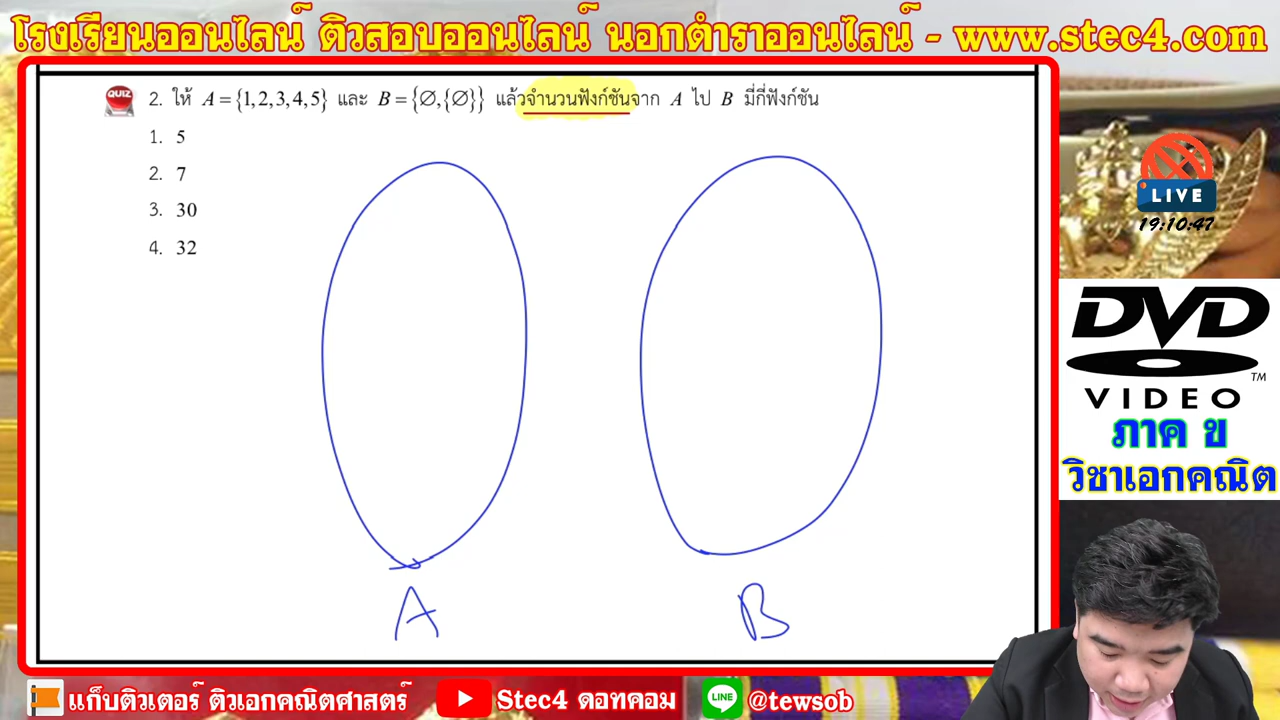 โรงเรียนออนไลน์ ติวสอบออนไลน์ นอกตำราออนไลน์ - www.stec4.com
QUIZ 2. ให้ A = {1,2,3,4,5} และ B = {∅,{∅}} แล้วจำนวนฟังก์ชันจาก A ไป B มี่กี่ฟังก์ชัน
1. 5
2. 7
3. 30
4. 32
A
B
LIVE
19:10:47
DVD
TM
VIDEO
ภาค ข
วิชาเอกคณิต
แก็บติวเตอร์ ติวเอกคณิตศาสตร์ Stec4 ดอทคอม LINE @tewsob